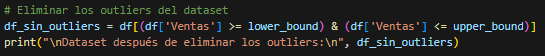 # Eliminar los outliers del dataset
df_sin_outliers = df[(df['Ventas'] >= lower_bound) & (df['Ventas'] <= upper_bound)]
print("\nDataset después de eliminar los outliers:\n", df_sin_outliers)